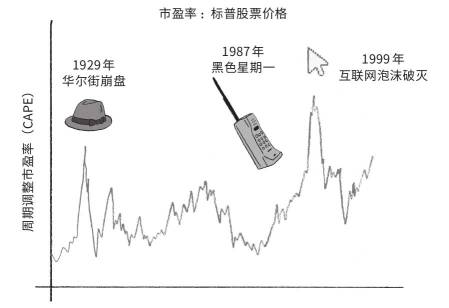 市盈率：标普股票价格
1929年
华尔街崩盘
1987年
黑色星期一
1999年
互联网泡沫破灭
周期调整市盈率（CAPE）